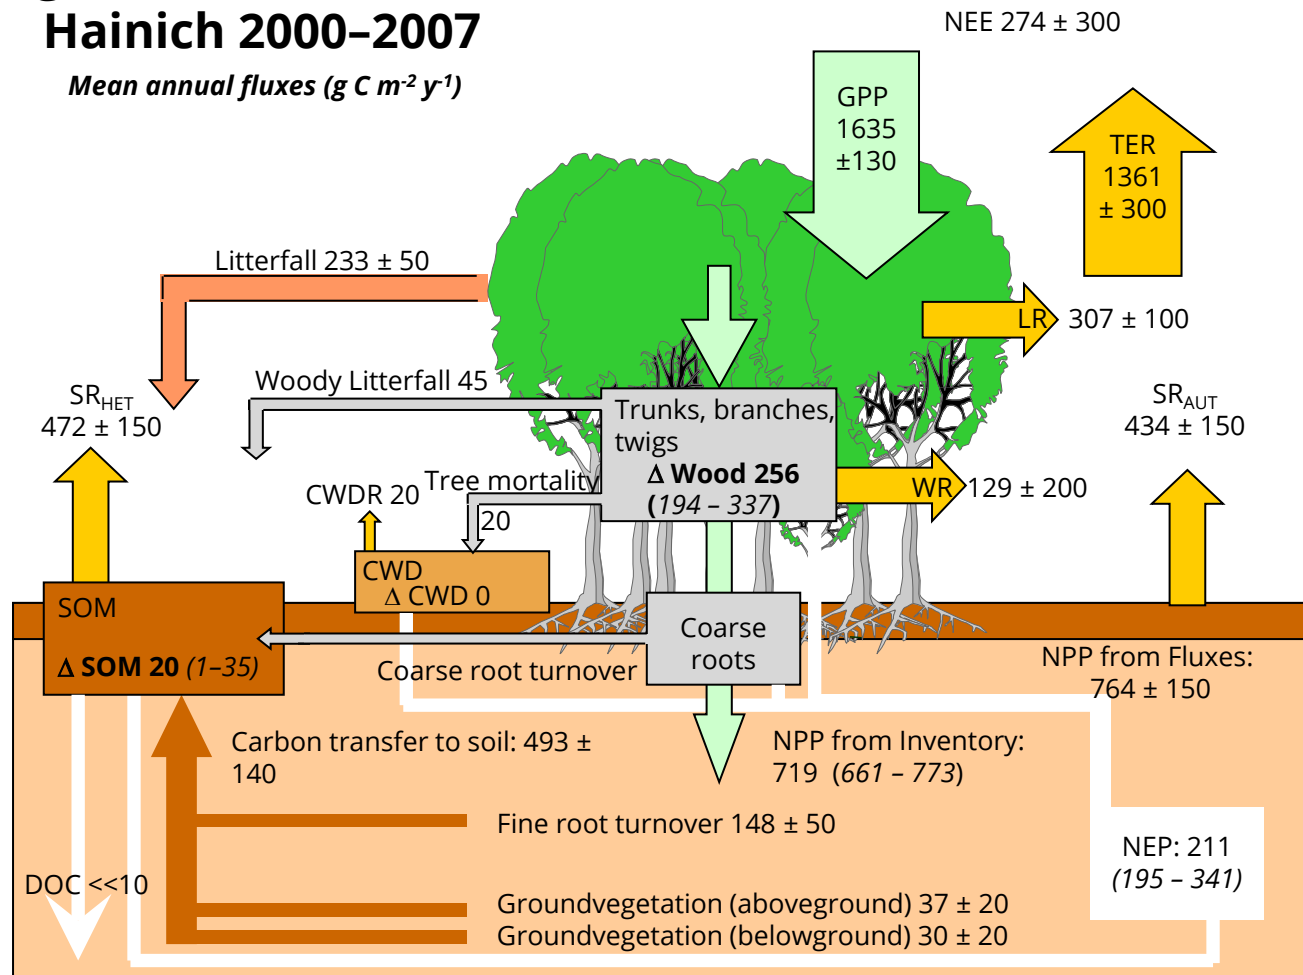 Hainich 2000–2007
Mean annual fluxes (g C m-2 y-1)
NEE 274 ± 300
GPP
1635
±130
TER
1361
± 300
Litterfall 233 ± 50
LR 307 ± 100
Woody Litterfall 45
SRHET
472 ± 150
SRAUT
434 ± 150
Trunks, branches,
twigs
Δ Wood 256
(194 – 337)
Tree mortality
20
CWDR 20
WR 129 ± 200
CWD
Δ CWD 0
SOM
Δ SOM 20 (1–35)
Coarse
roots
Coarse root turnover
NPP from Fluxes:
764 ± 150
Carbon transfer to soil: 493 ±
140
NPP from Inventory:
719 (661 – 773)
Fine root turnover 148 ± 50
NEP: 211
(195 – 341)
DOC <<10
Groundvegetation (aboveground) 37 ± 20
Groundvegetation (belowground) 30 ± 20